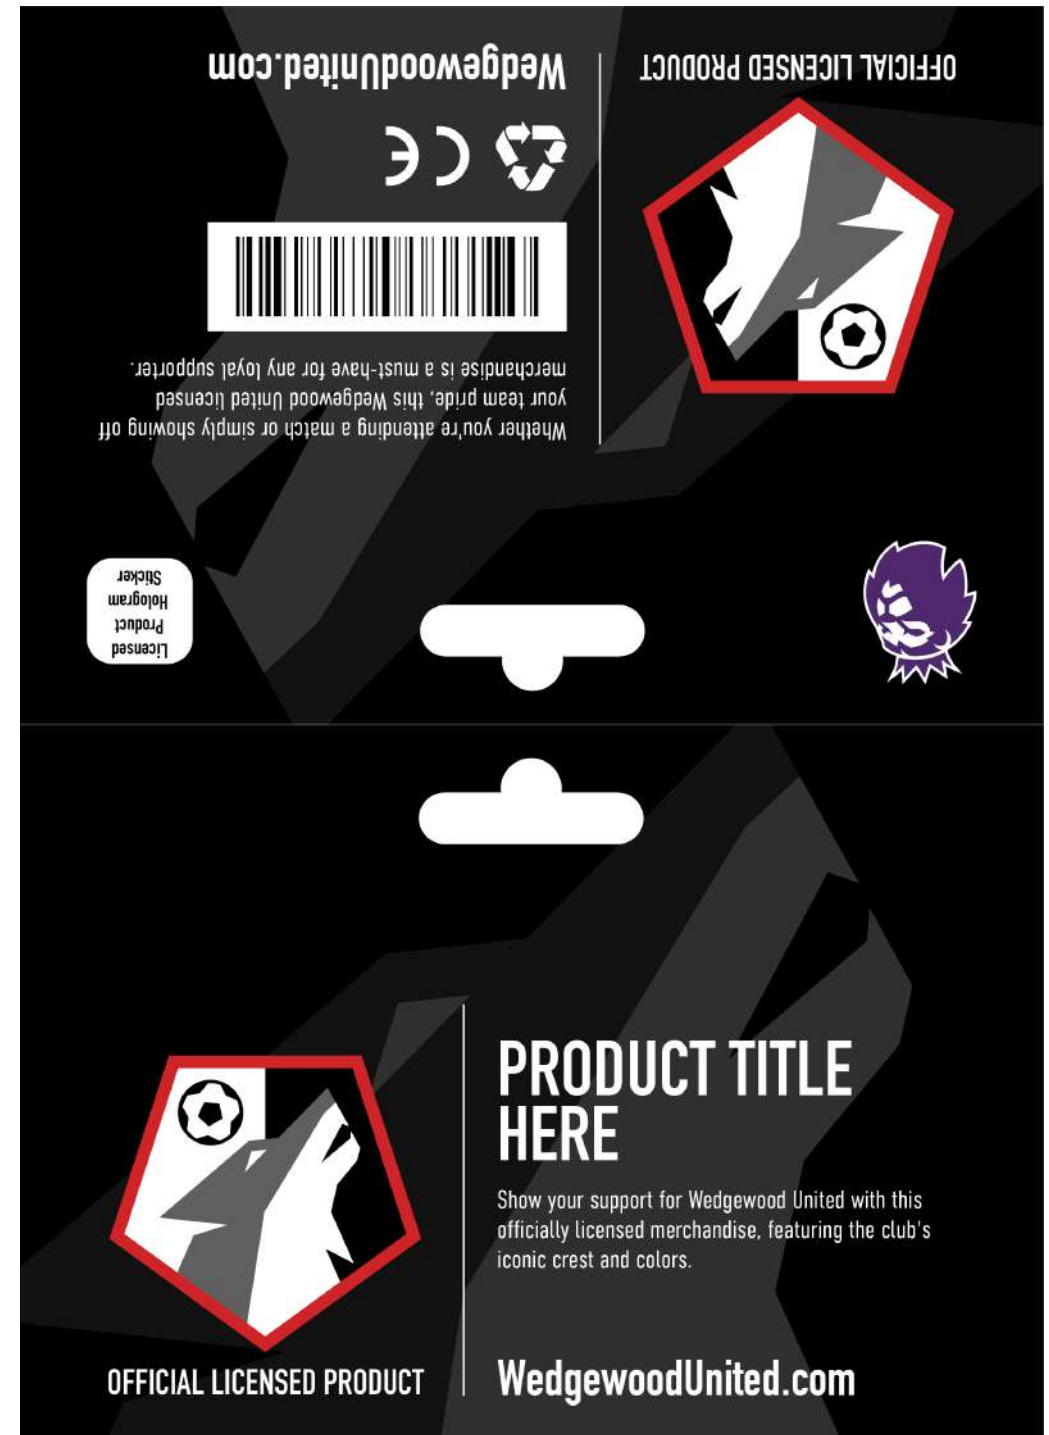 WedgewoodUnited.com
OFFICIAL LICENSED PRODUCT
CE
Whether you're attending a match or simply showing off
your team pride, this Wedgewood United licensed
merchandise is a must-have for any loyal supporter.
Licensed
Product
Hologram
Sticker
PRODUCT TITLE
HERE
Show your support for Wedgewood United with this
officially licensed merchandise, featuring the club's
iconic crest and colors.
OFFICIAL LICENSED PRODUCT
WedgewoodUnited.com